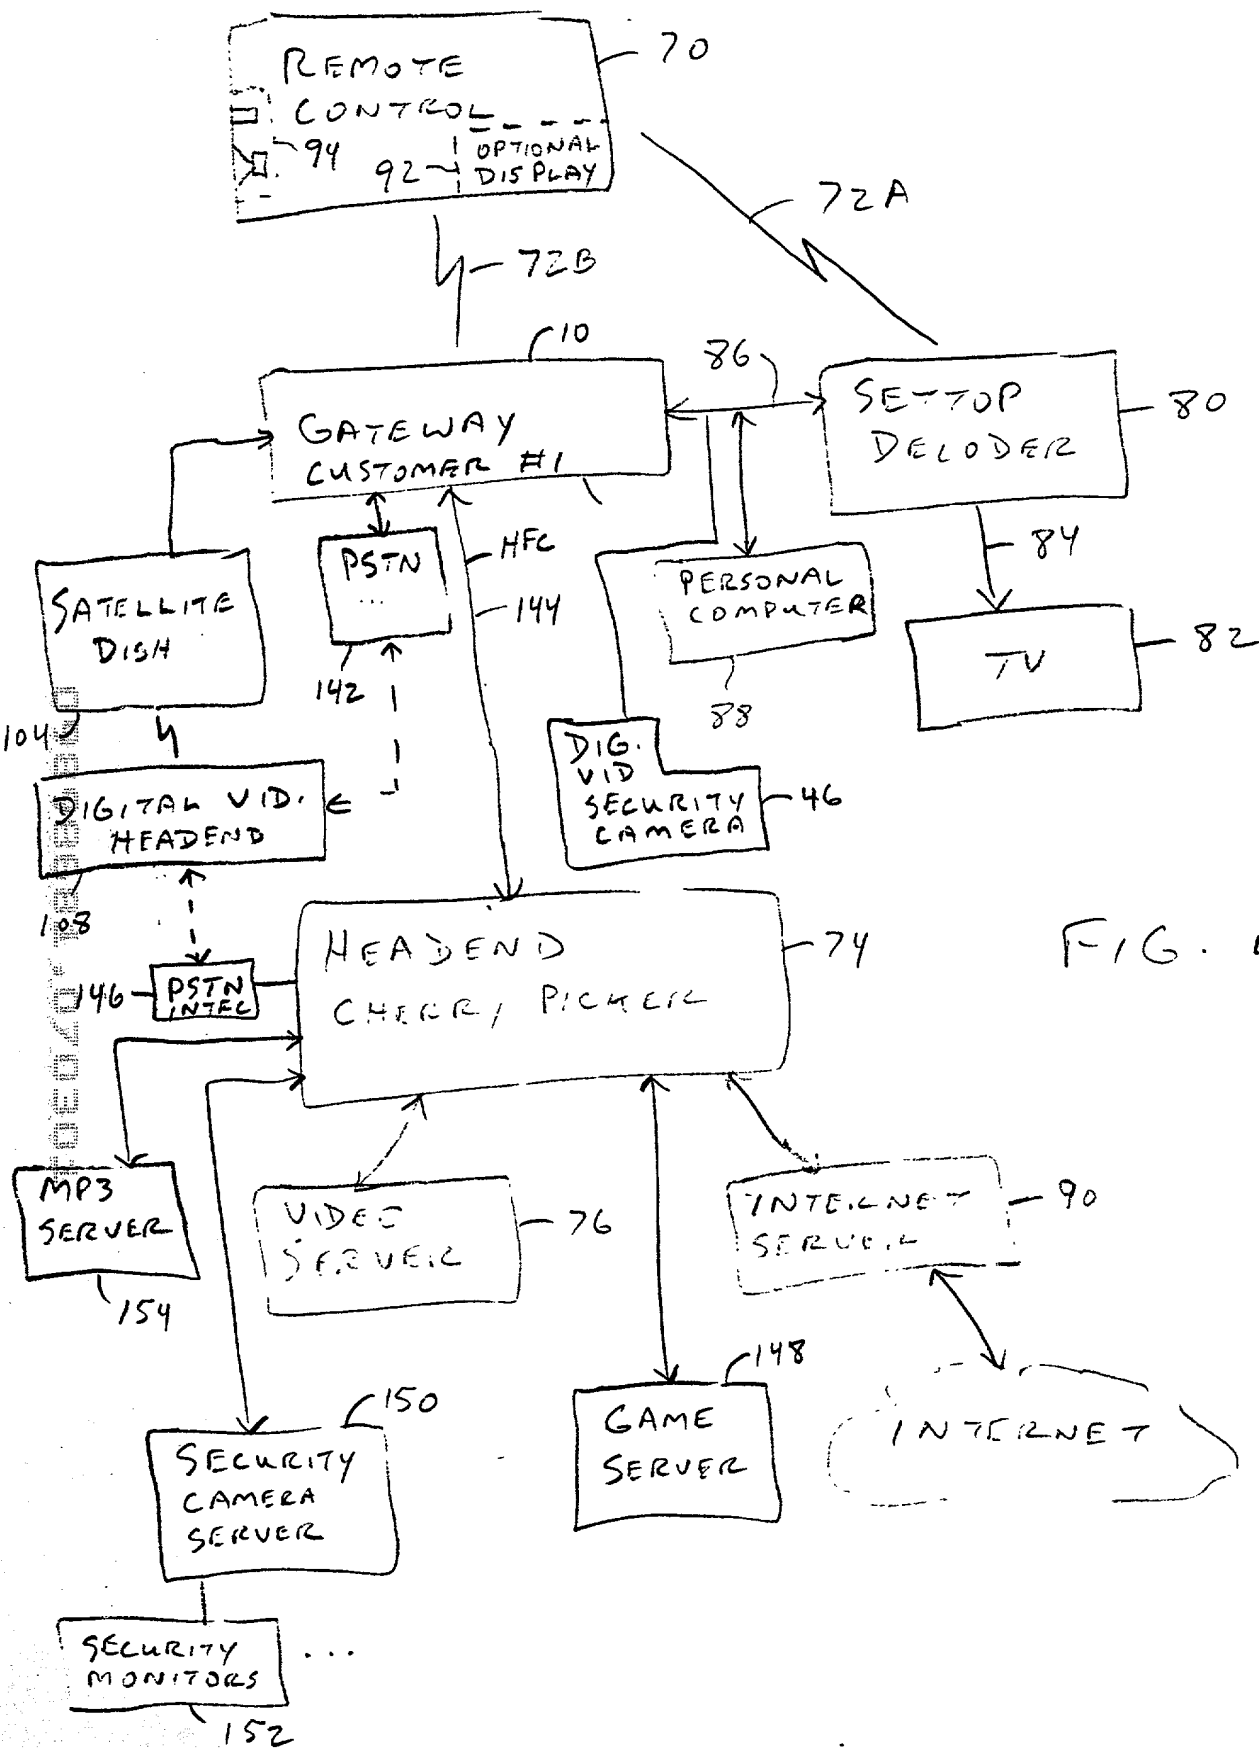 REMOTE
CONTROL
70
94
92
OPTIONAL
DISPLAY
72A
72B
10
86
GATEWAY
CUSTOMER #1
SETTOP
DECODER
80
PSTN
...
HFC
144
142
PERSONAL
COMPUTER
88
84
TV
82
SATELLITE
DISH
104
DIGITAL VID.
HEADEND
108
DIG.
VID
SECURITY
CAMERA
46
HEADEND
CHERRY PICKER
74
FIG.
146
PSTN
MP3
SERVER
154
VIDEO
SERVER
76
INTERNET
SERVER
90
150
SECURITY
CAMERA
SERVER
148
GAME
SERVER
INTERNET
SECURITY
MONITORS
...
152